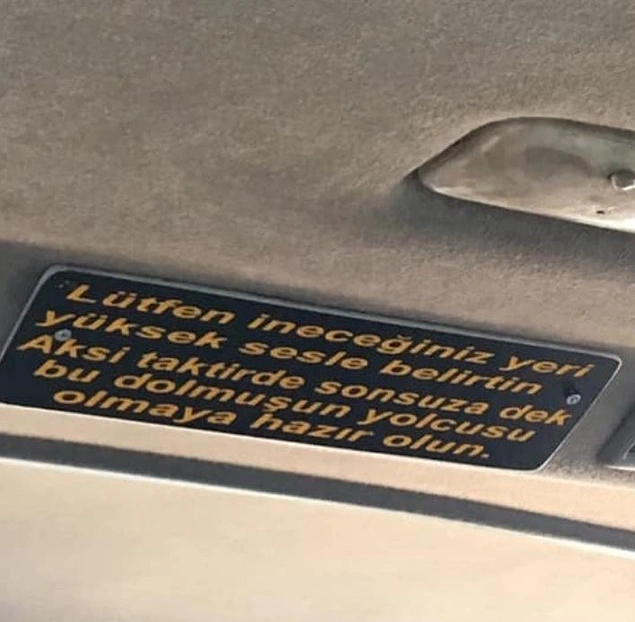 Lütfen ineceğiniz yeri
yüksek sesle belirtin
Aksi taktirde sonsuza dek
bu dolmuşun yolcusu
olmaya hazır olun.